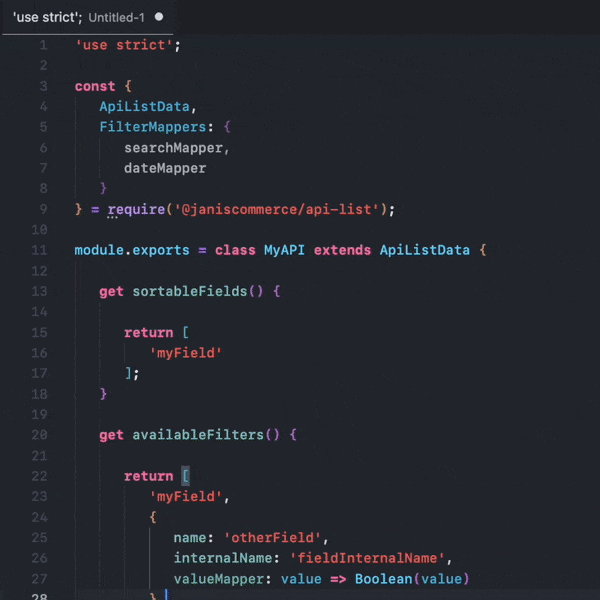 'use strict'; Untitled-1
1 'use strict';
2
3 const {
4 ApiListData,
5 FilterMappers: {
6 searchMapper,
7 dateMapper
8 }
9 } = require('@janiscommerce/api-list');
10
11 module.exports = class MyAPI extends ApiListData {
12
13 get sortableFields() {
14
15 return [
16 'myField'
17 ];
18 }
19
20 get availableFilters() {
21
22 return [
23 'myField',
24 {
25 name: 'otherField',
26 internalName: 'fieldInternalName',
27 valueMapper: value => Boolean(value)
28 }